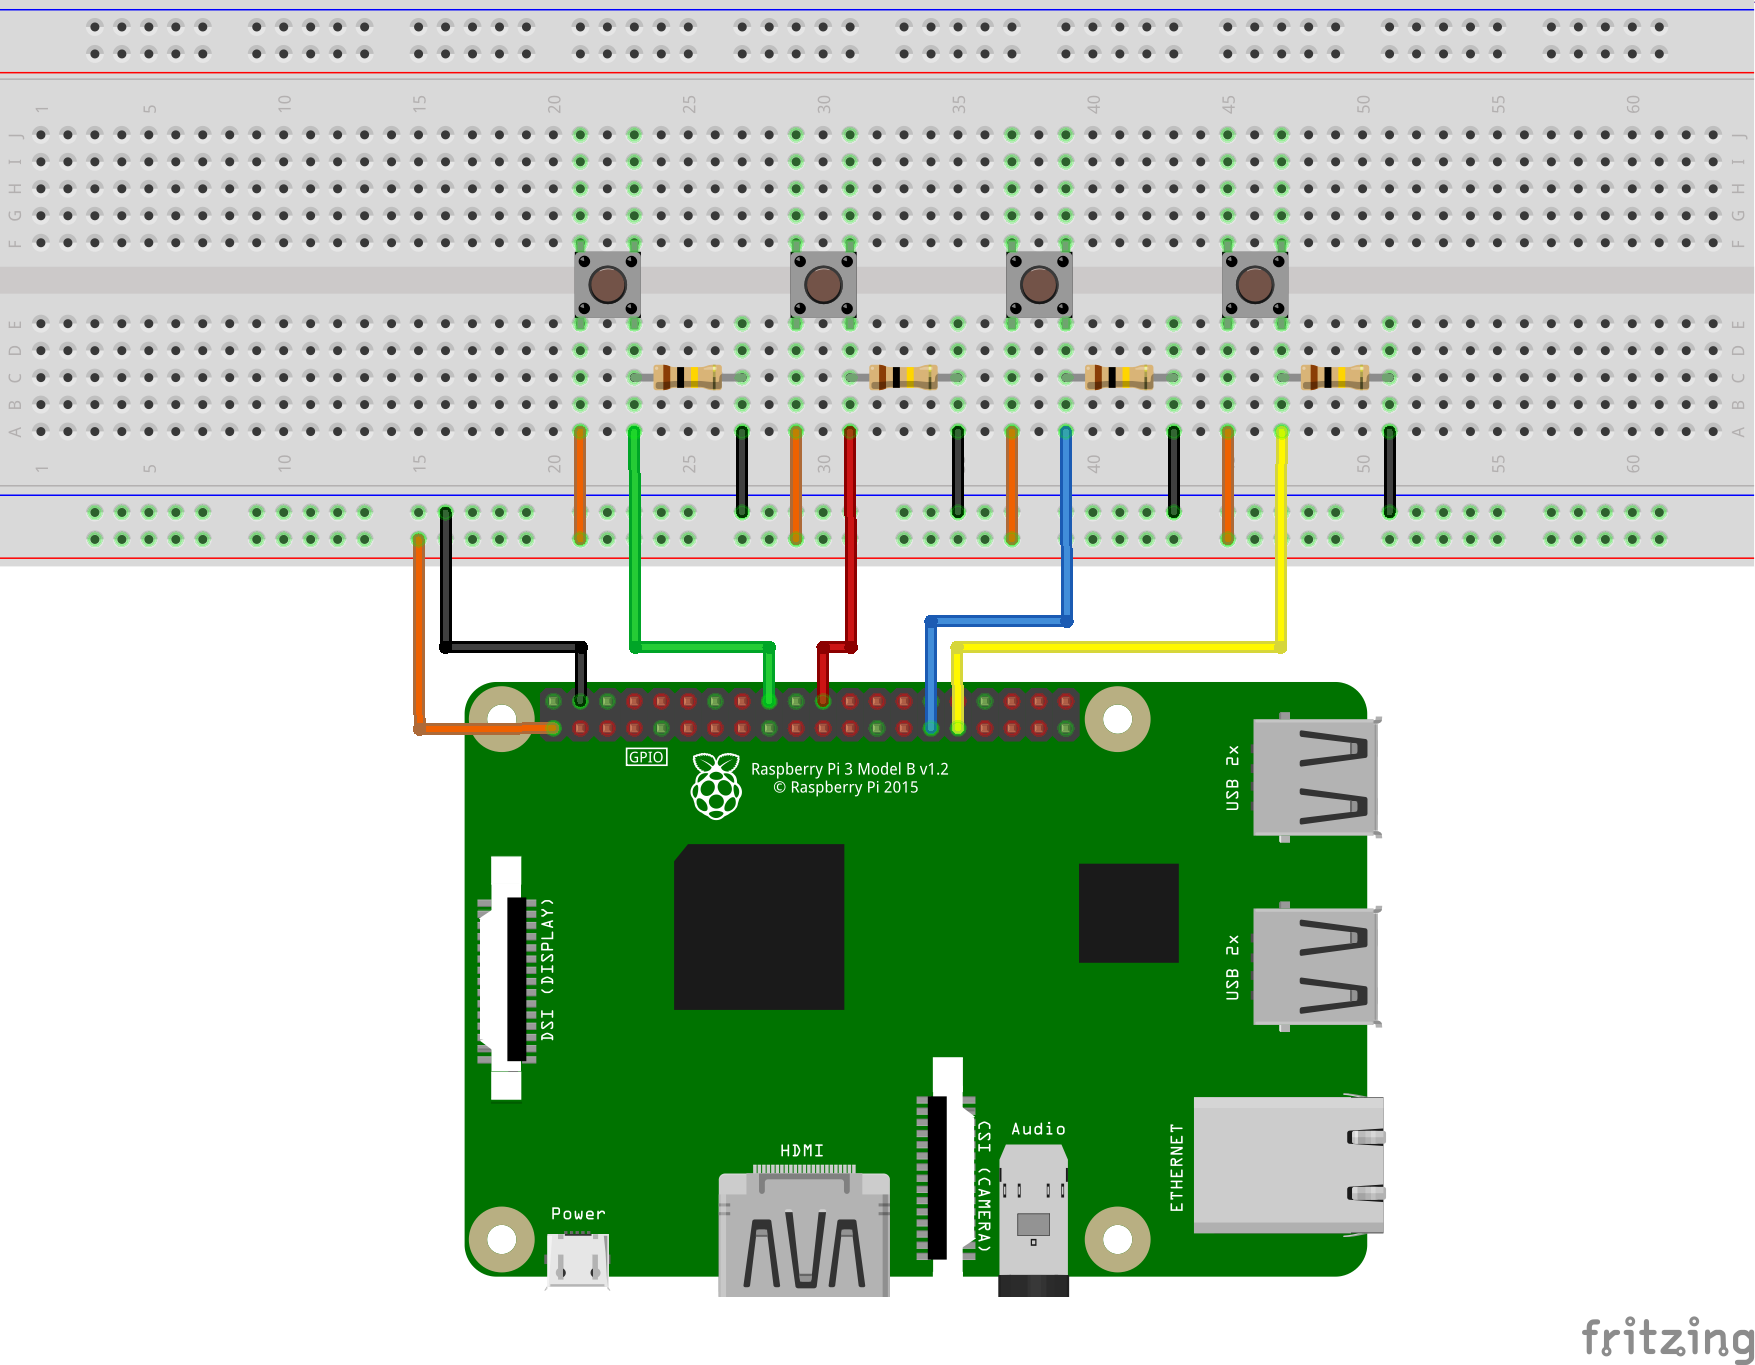 1 5 10 15 20 25 30 35 40 45 50 55 60
J J
I I
H H
G G
F F
E E
D D
C C
B B
A A
1 5 10 15 20 25 30 35 40 45 50 55 60
GPIO
Raspberry Pi 3 Model B v1.2
© Raspberry Pi 2015
USB 2x
DSI (DISPLAY)
USB 2x
CSI (CAMERA)
Audio
ETHERNET
HDMI
Power
fritzing